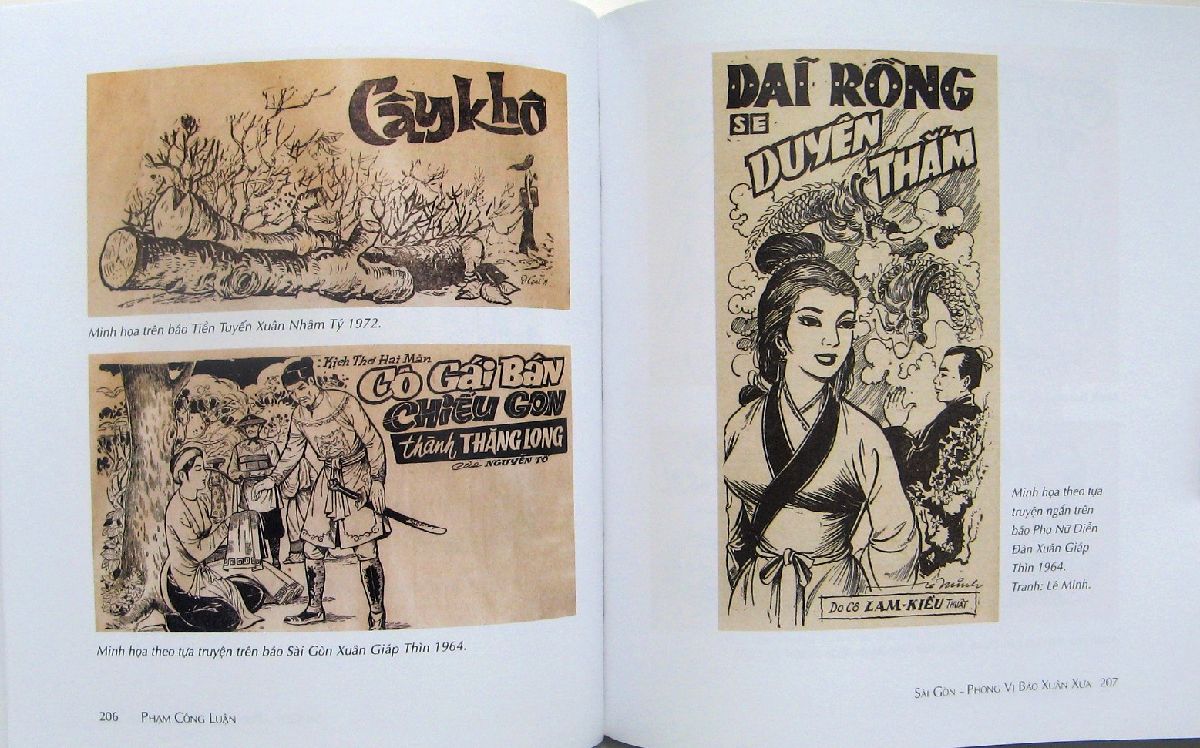 Cây khô
Minh họa trên báo Tiền Tuyến Xuân Nhâm Tý 1972.
Kịch Thơ Hai Màn
CÔ GÁI BÁN
CHIẾU GON
thành THĂNG LONG
của NGUYỄN TỐ
Minh họa theo tựa truyện trên báo Sài Gòn Xuân Giáp Thìn 1964.
206 PHẠM CÔNG LUẬN
DAĨ RỒNG
SE
DUYÊN
THẮM
Lê Minh
Do Cô LAM-KIỀU THUẬT
Minh họa theo tựa
truyện ngắn trên
báo Phụ Nữ Diễn
Đàn Xuân Giáp
Thìn 1964.
Tranh: Lê Minh.
SÀI GÒN - PHONG VỊ BÁO XUÂN XƯA 207